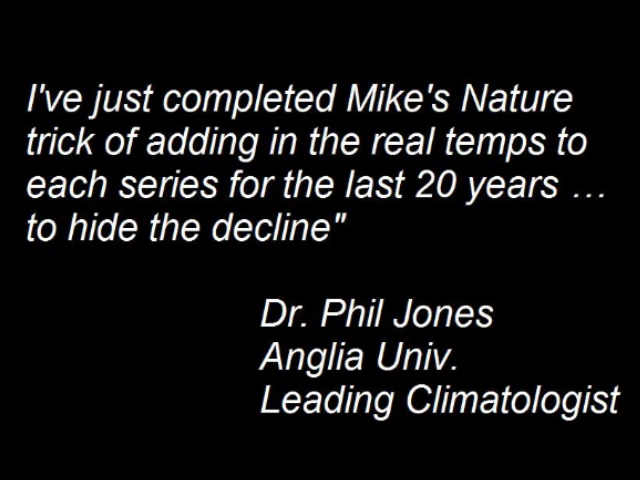 I've just completed Mike's Nature
trick of adding in the real temps to
each series for the last 20 years …
to hide the decline"
Dr. Phil Jones
Anglia Univ.
Leading Climatologist